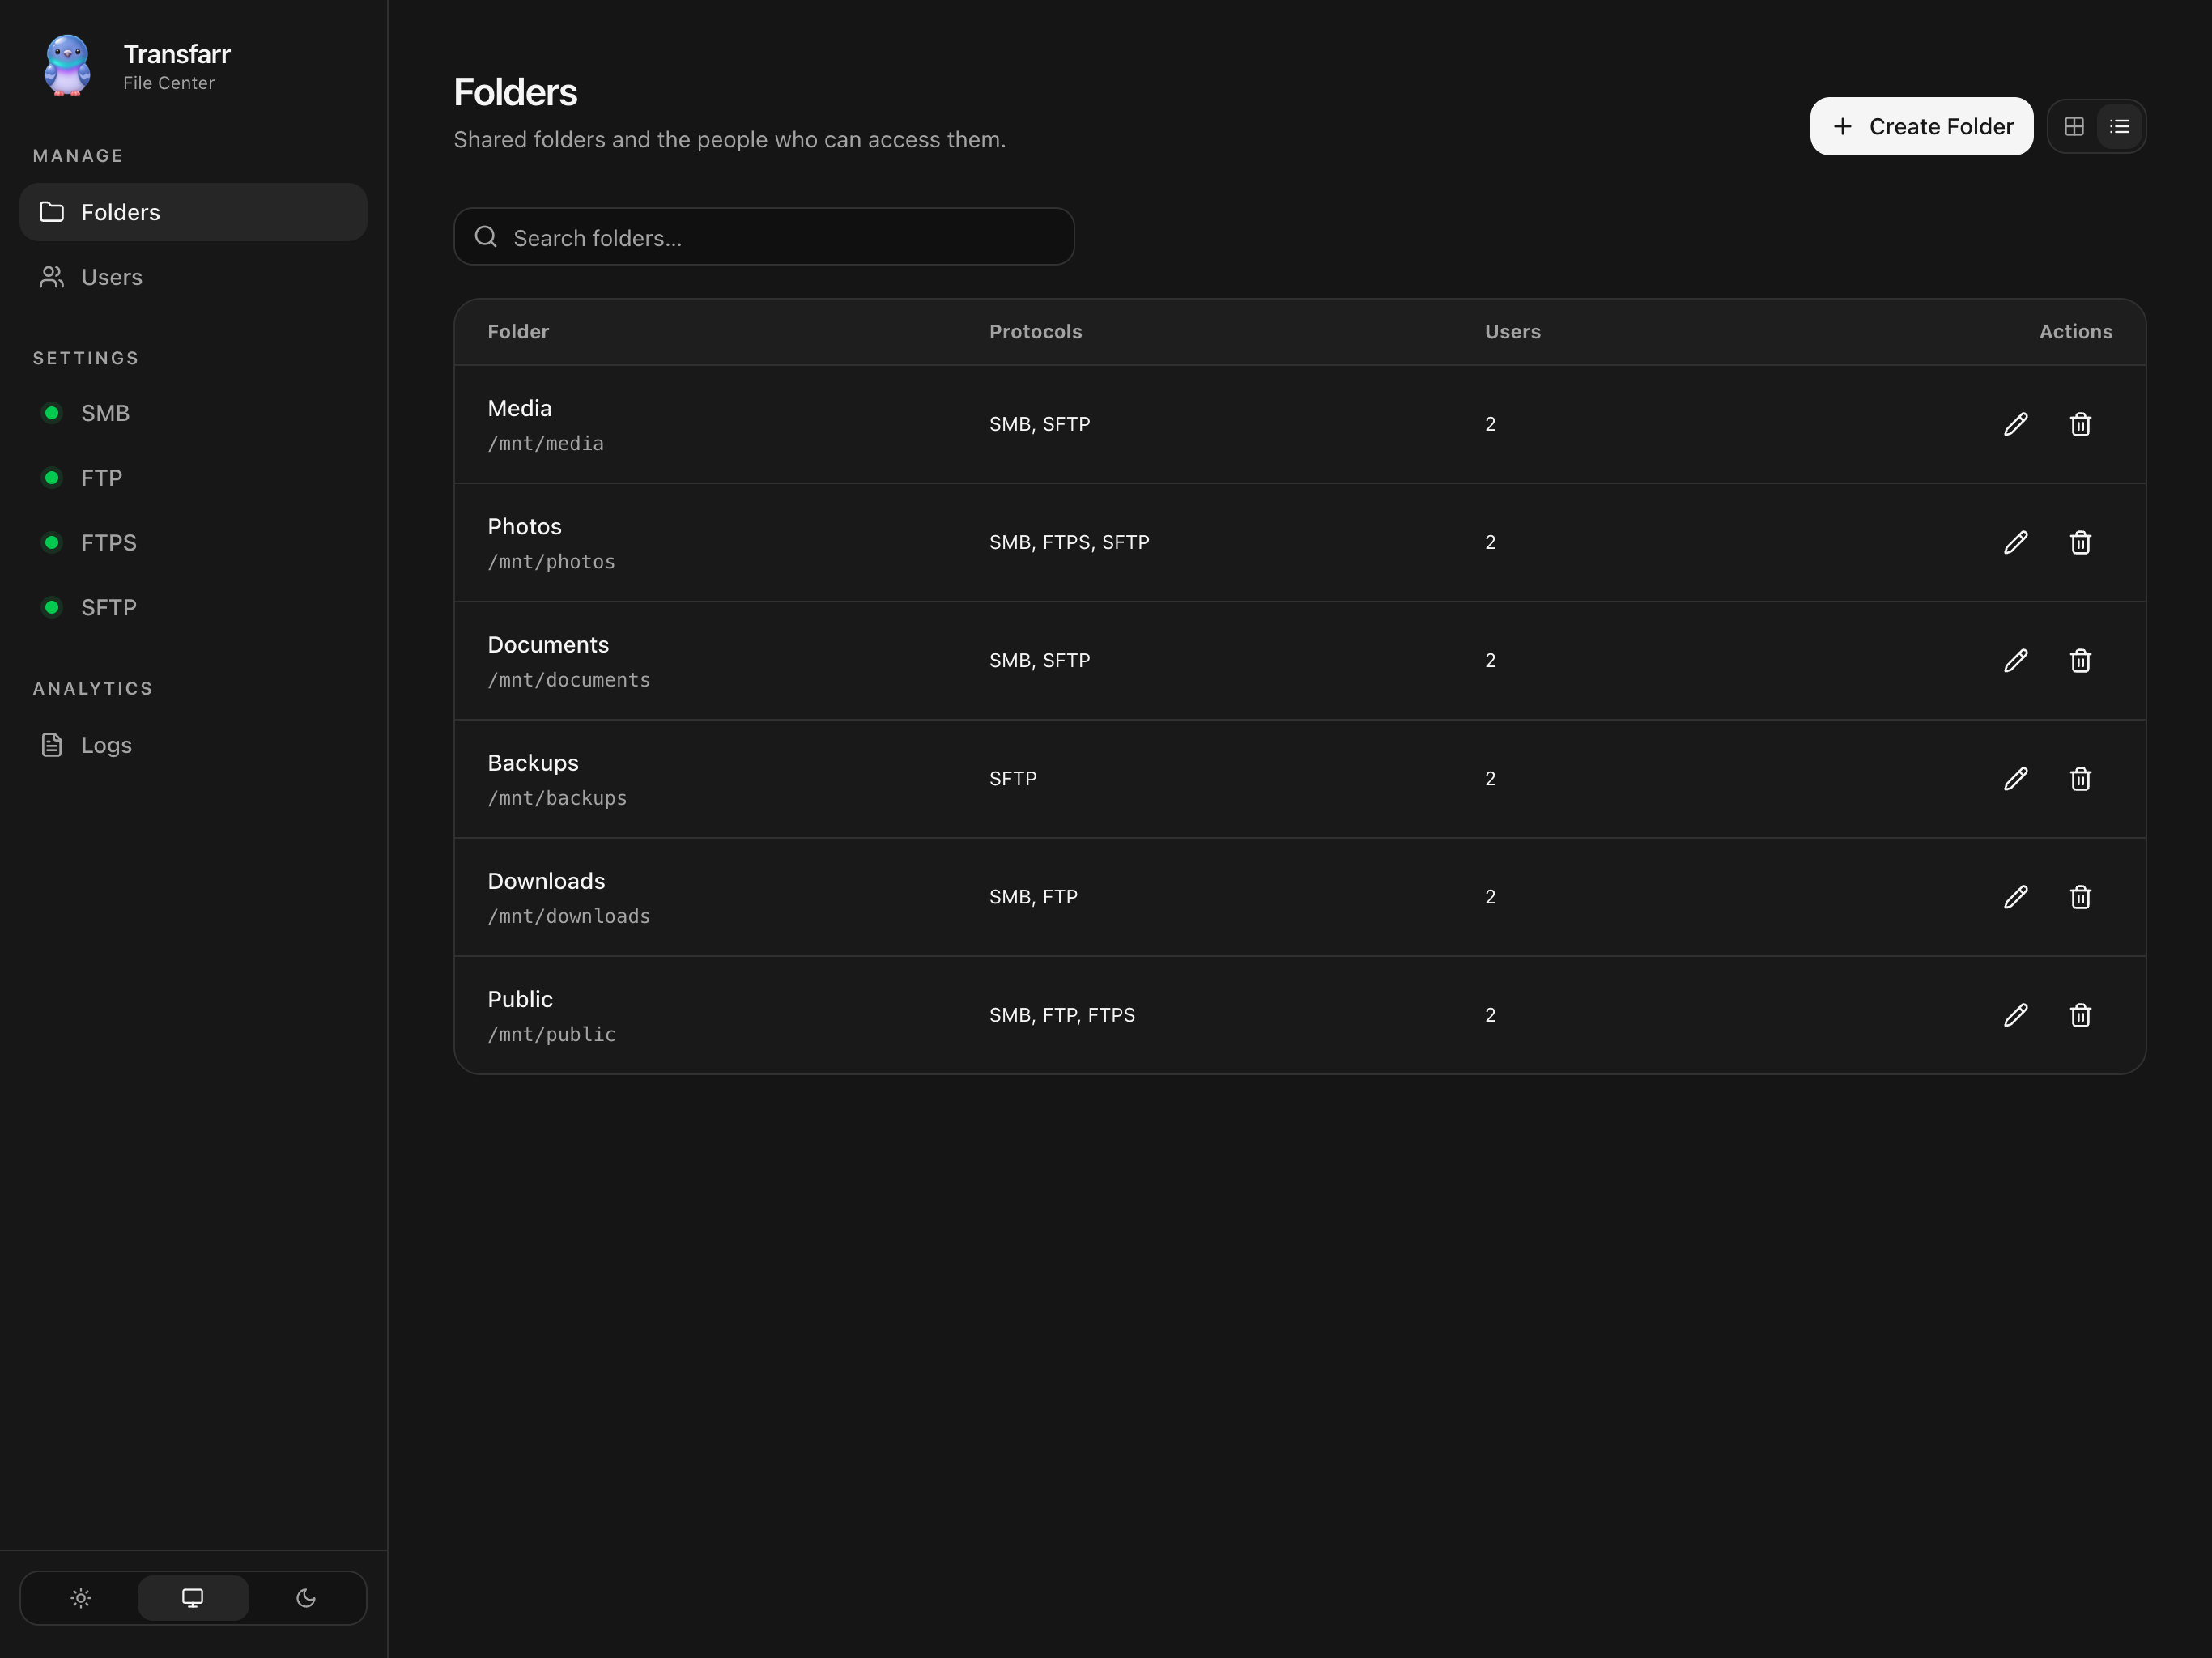 Transfarr
File Center
MANAGE
Folders
Users
SETTINGS
SMB
FTP
FTPS
SFTP
ANALYTICS
Logs
Folders
Shared folders and the people who can access them.
Create Folder
Search folders...
Folder Protocols Users Actions
Media
/mnt/media
SMB, SFTP 2
Photos
/mnt/photos
SMB, FTPS, SFTP 2
Documents
/mnt/documents
SMB, SFTP 2
Backups
/mnt/backups
SFTP 2
Downloads
/mnt/downloads
SMB, FTP 2
Public
/mnt/public
SMB, FTP, FTPS 2